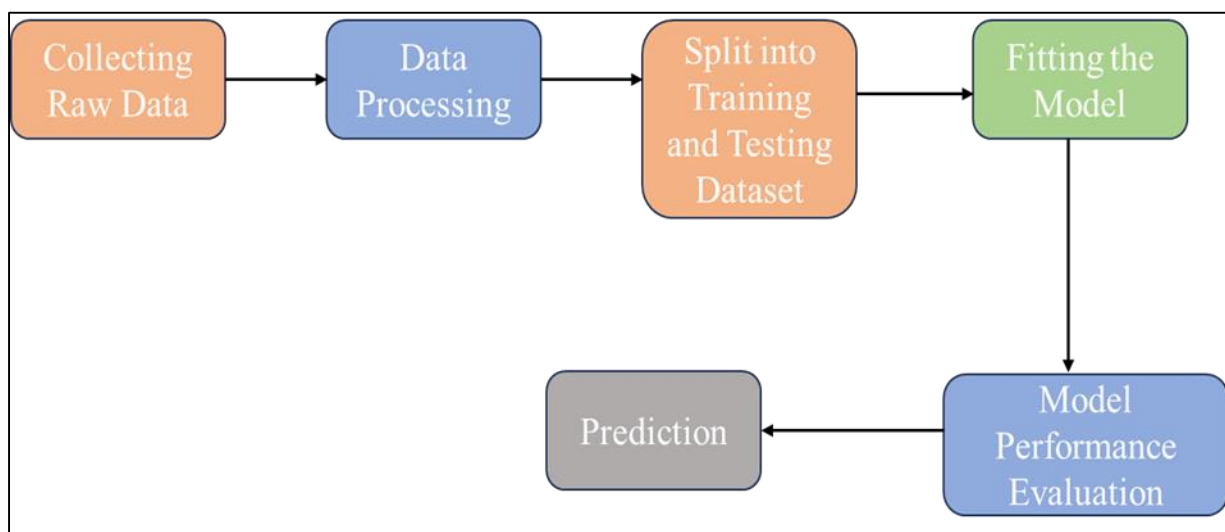 Collecting
Raw Data
Data
Processing
Split into
Training
and Testing
Dataset
Fitting the
Model
Model
Performance
Evaluation
Prediction